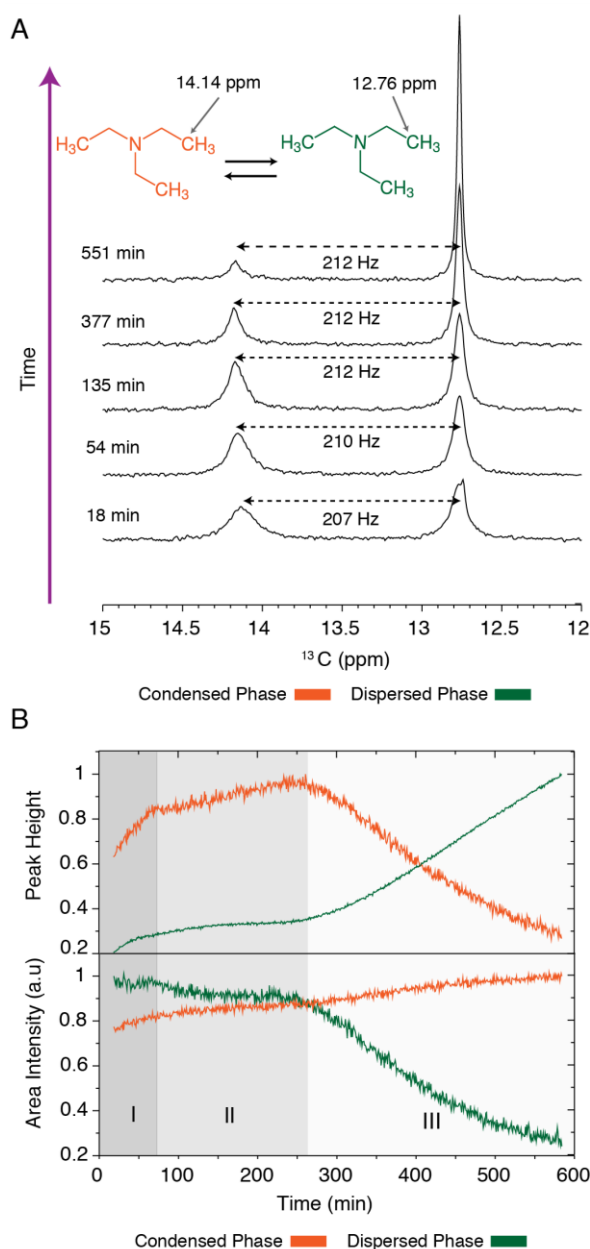 A
14.14 ppm
12.76 ppm
H₃C
N
CH₃
CH₃
H₃C
N
CH₃
CH₃
551 min
212 Hz
377 min
212 Hz
135 min
212 Hz
54 min
210 Hz
18 min
207 Hz
Time
15 14.5 14 13.5 13 12.5 12
¹³C (ppm)
Condensed Phase Dispersed Phase
B
Peak Height
1
0.8
0.6
0.4
0.2
Area Intensity (a.u)
1
0.8
0.6
0.4
0.2
I II III
0 100 200 300 400 500 600
Time (min)
Condensed Phase Dispersed Phase